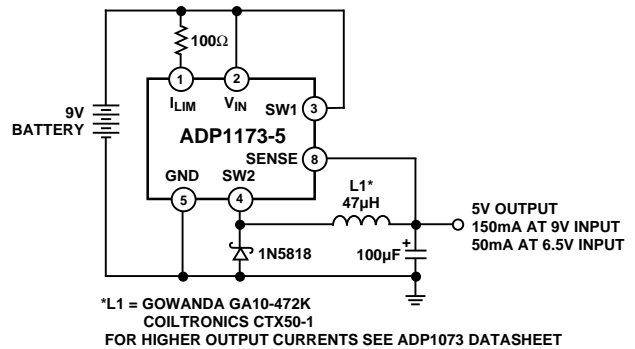 100Ω
1
2
I_LIM
V_IN
SW1
3
9V
BATTERY
ADP1173-5
SENSE
8
GND
SW2
5
4
L1*
47µH
5V OUTPUT
150mA AT 9V INPUT
50mA AT 6.5V INPUT
1N5818
100µF
+
*L1 = GOWANDA GA10-472K
COILTRONICS CTX50-1
FOR HIGHER OUTPUT CURRENTS SEE ADP1073 DATASHEET